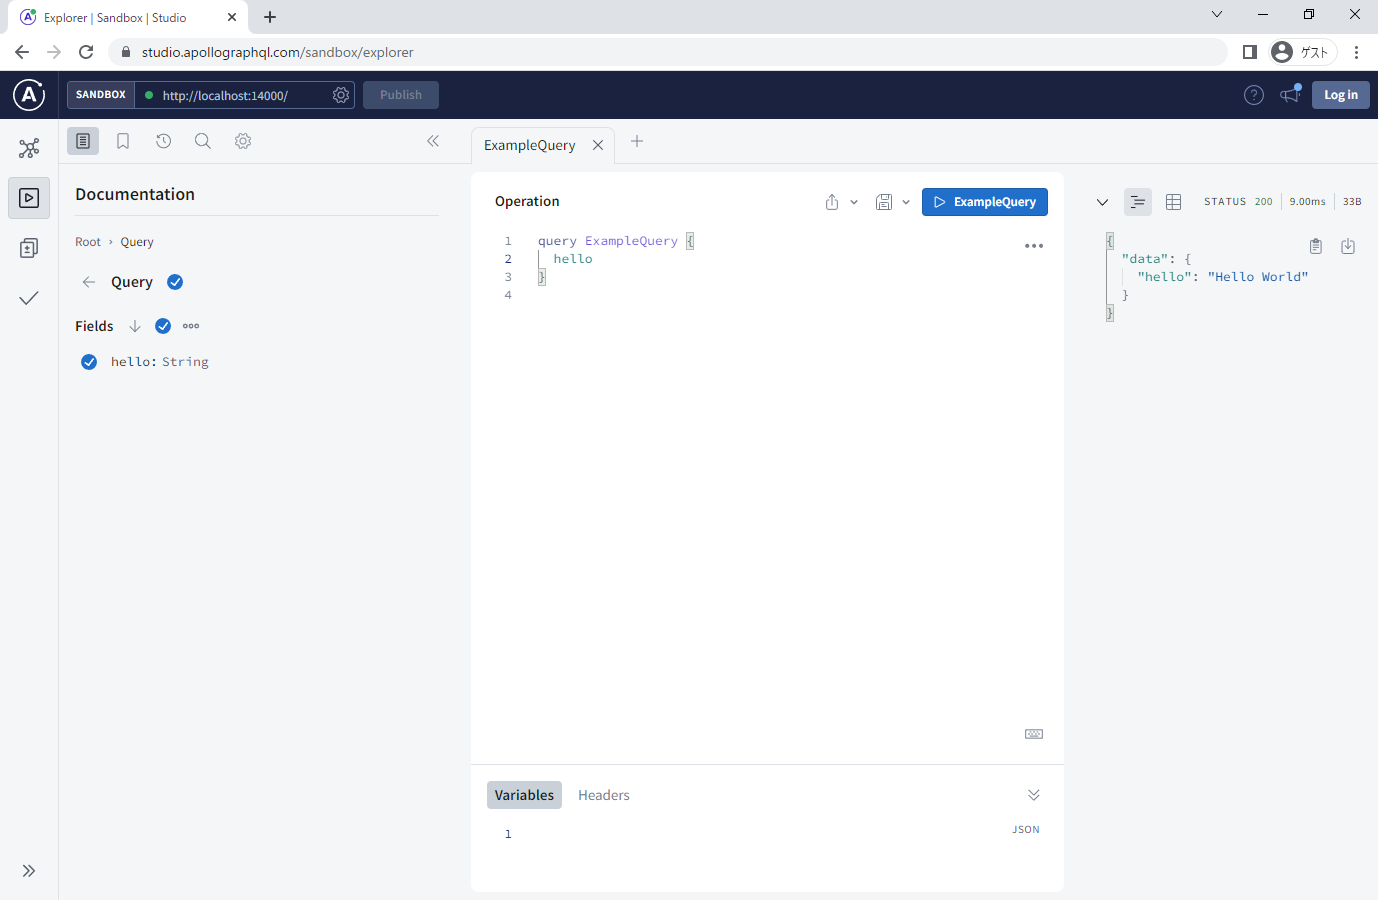 Explorer | Sandbox | Studio
studio.apollographql.com/sandbox/explorer
ゲスト
SANDBOX
http://localhost:14000/
Publish
Log in
ExampleQuery
Documentation
Root › Query
Query
Fields
hello: String
Operation
ExampleQuery
1 query ExampleQuery {
2 hello
3 }
4
Variables
Headers
JSON
1
STATUS 200
9.00ms
33B
{
"data": {
"hello": "Hello World"
}
}